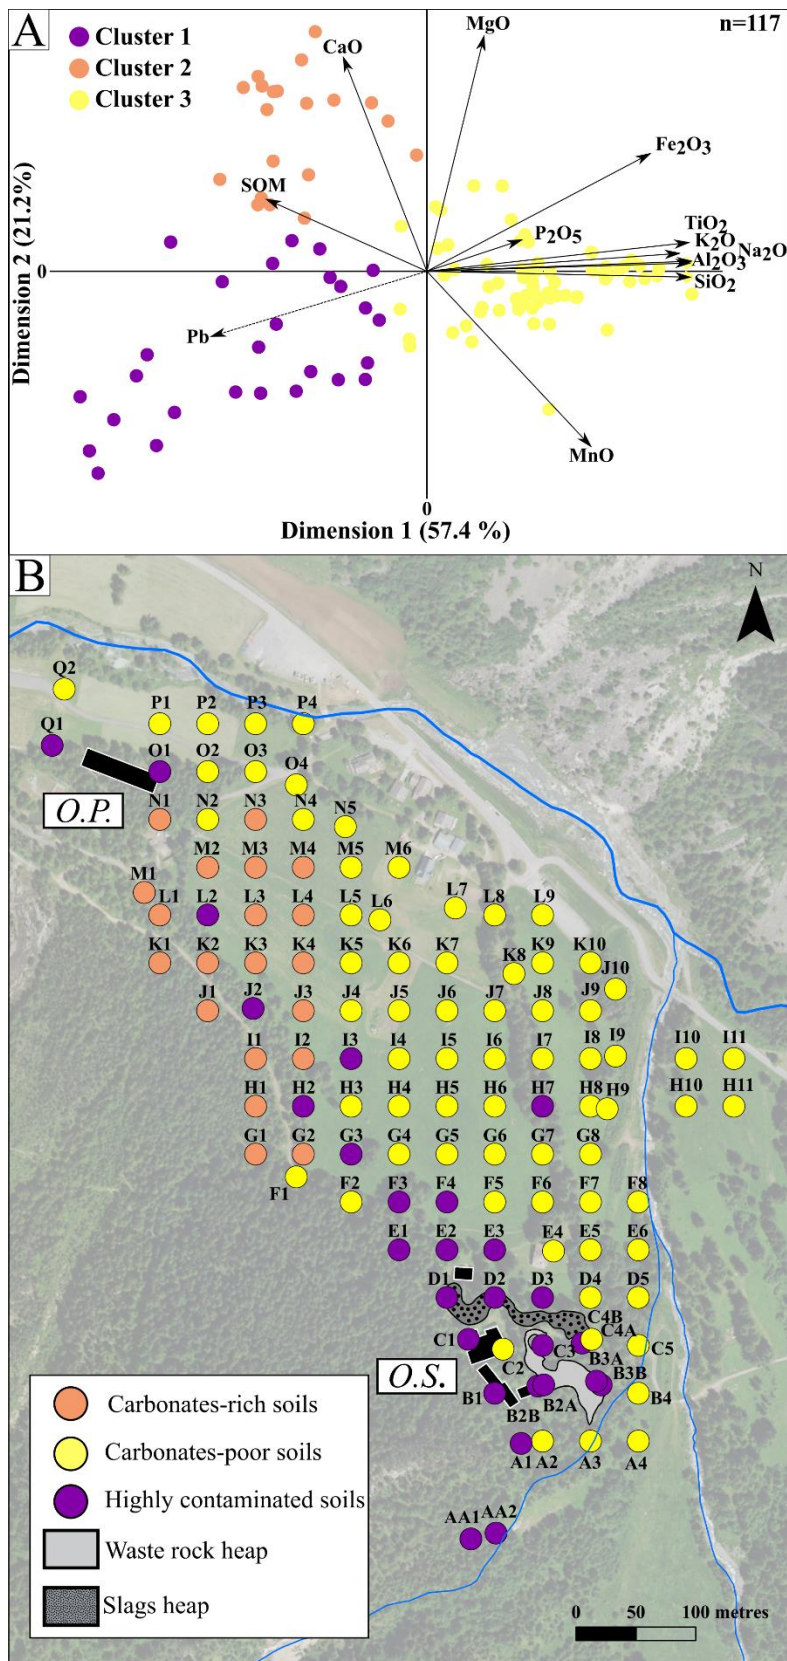 A
Cluster 1
Cluster 2
Cluster 3
n=117
CaO
MgO
Fe2O3
SOM
P2O5
TiO2
K2O
Na2O
Al2O3
SiO2
Pb
MnO
0
0
Dimension 2 (21.2%)
Dimension 1 (57.4 %)
B
N
Q2
P1 P2 P3 P4
Q1
O1 O2 O3 O4
O.P.
N1 N2 N3 N4 N5
M1 M2 M3 M4 M5 M6
L1 L2 L3 L4 L5 L6 L7 L8 L9
K1 K2 K3 K4 K5 K6 K7 K8 K9 K10
J1 J2 J3 J4 J5 J6 J7 J8 J9 J10
I1 I2 I3 I4 I5 I6 I7 I8 I9 I10 I11
H1 H2 H3 H4 H5 H6 H7 H8 H9 H10 H11
G1 G2 G3 G4 G5 G6 G7 G8
F1 F2 F3 F4 F5 F6 F7 F8
E1 E2 E3 E4 E5 E6
D1 D2 D3 D4 D5
C1 C2 C3 C4B C4A C5
O.S.
B1 B2B B2A B3A B3B B4
A1 A2 A3 A4
AA1 AA2
Carbonates-rich soils
Carbonates-poor soils
Highly contaminated soils
Waste rock heap
Slags heap
0 50 100 metres